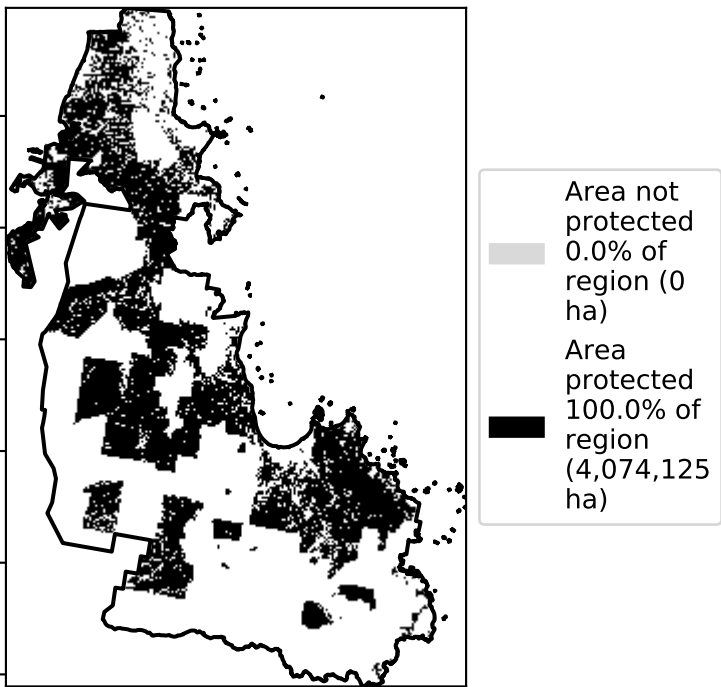 Area not
protected
0.0% of
region (0
ha)
Area
protected
100.0% of
region
(4,074,125
ha)